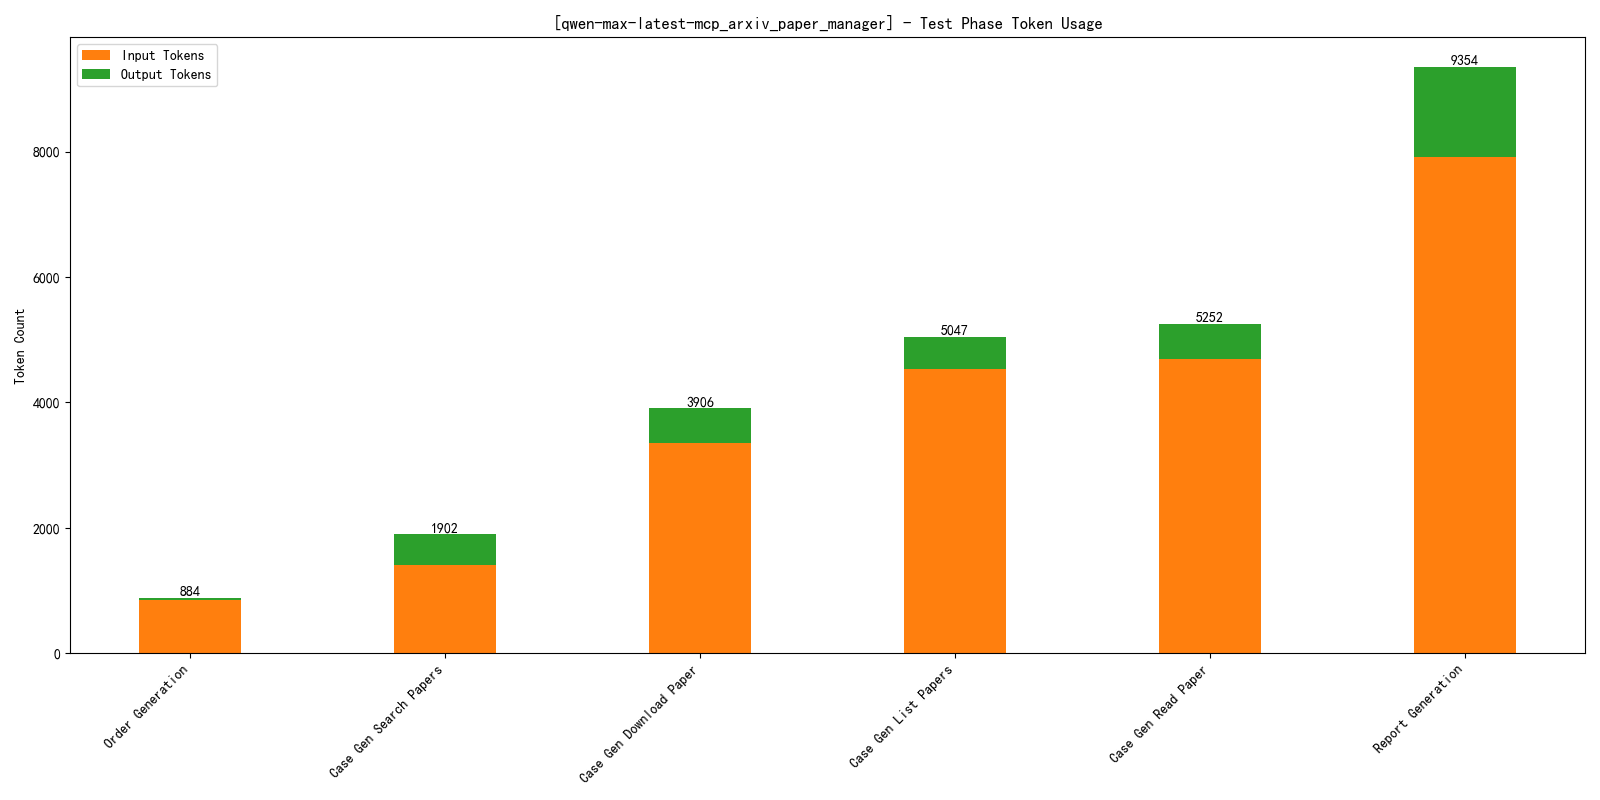 [qwen-max-latest-mcp_arxiv_paper_manager] - Test Phase Token Usage
Input Tokens
Output Tokens
Token Count
8000
6000
4000
2000
0
884
1902
3906
5047
5252
9354
Order Generation
Case Gen Search Papers
Case Gen Download Paper
Case Gen List Papers
Case Gen Read Paper
Report Generation